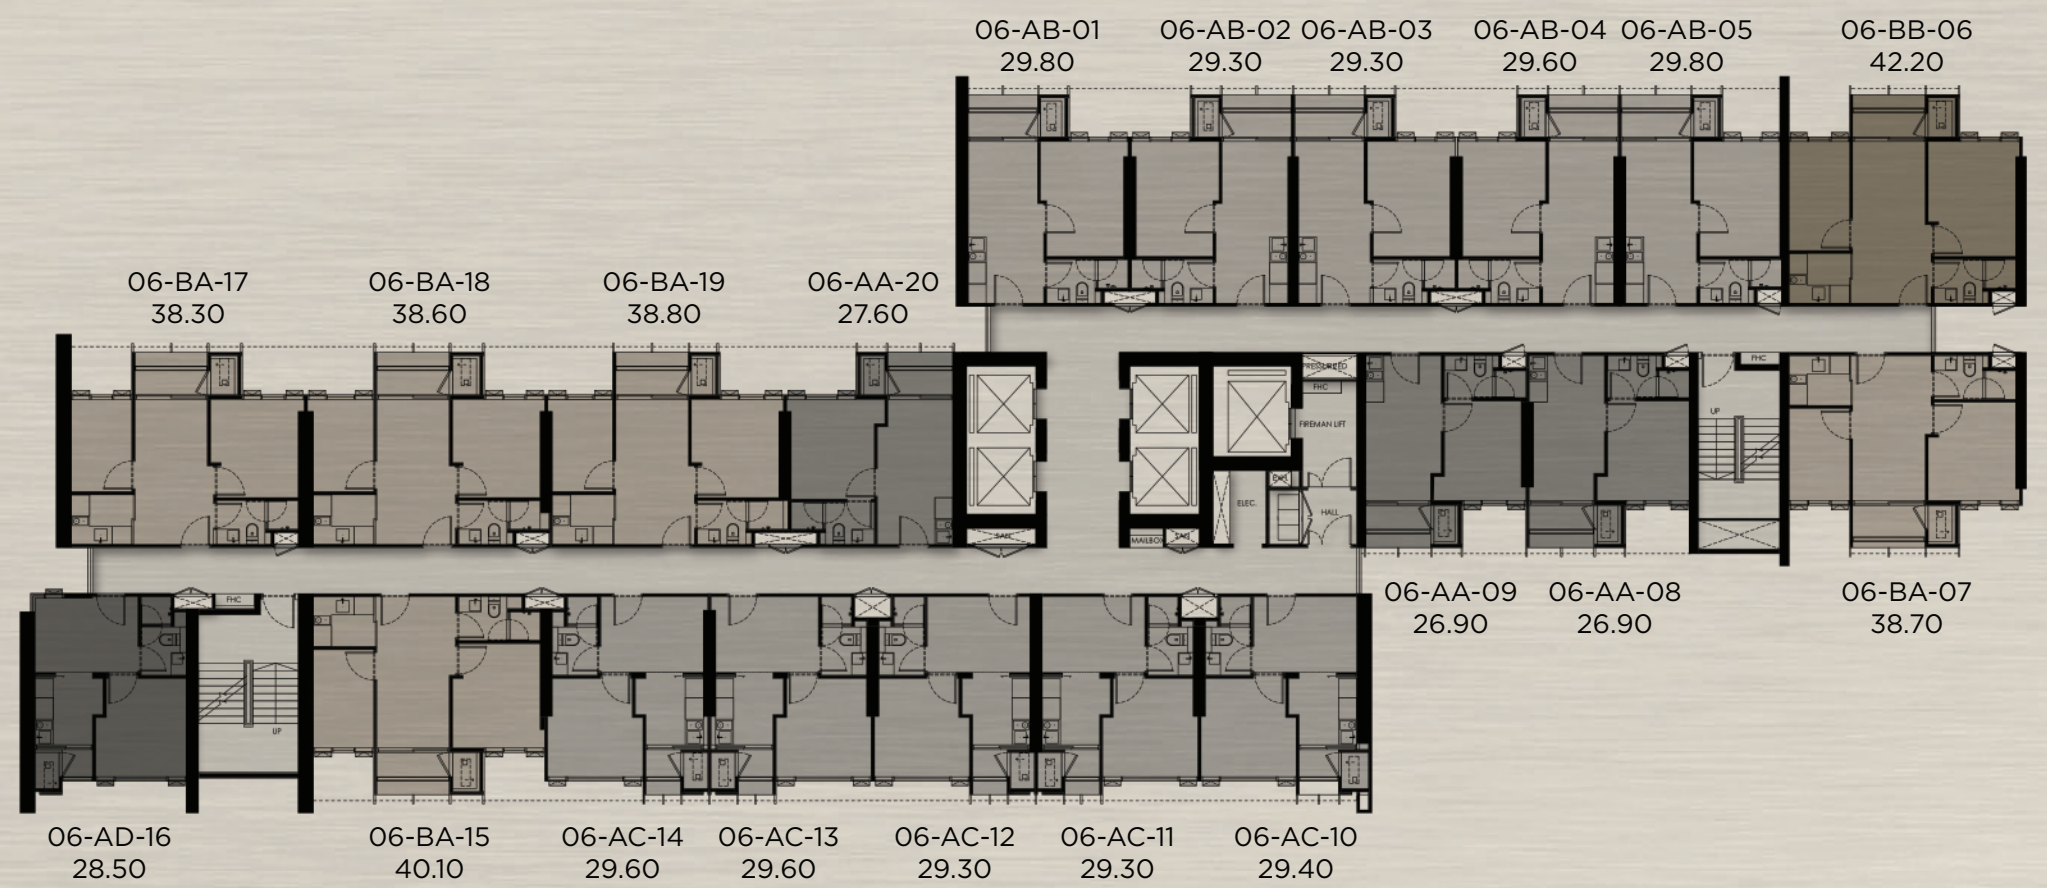 06-AB-01
29.80
06-AB-02
29.30
06-AB-03
29.30
06-AB-04
29.60
06-AB-05
29.80
06-BB-06
42.20
06-BA-17
38.30
06-BA-18
38.60
06-BA-19
38.80
06-AA-20
27.60
PRESSURIZED
FHC
FIREMAN LIFT
ELEC.
HALL
MAILBOX
SAN
SAN
FHC
UP
06-AA-09
26.90
06-AA-08
26.90
06-BA-07
38.70
FHC
UP
06-AD-16
28.50
06-BA-15
40.10
06-AC-14
29.60
06-AC-13
29.60
06-AC-12
29.30
06-AC-11
29.30
06-AC-10
29.40